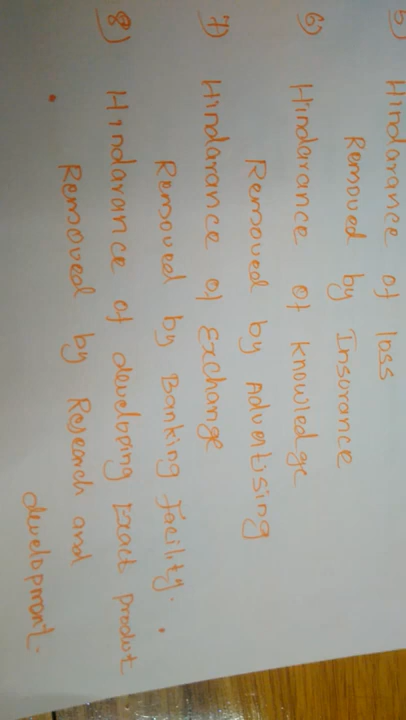 5) Hindarance of loss
Removed by Insurance
6) Hindarance of knowledge
Removed by Advertising
7) Hindarance of Exchange
Removed by Banking facility.
8) Hindarance of developing Exact product
Removed by Research and
development.